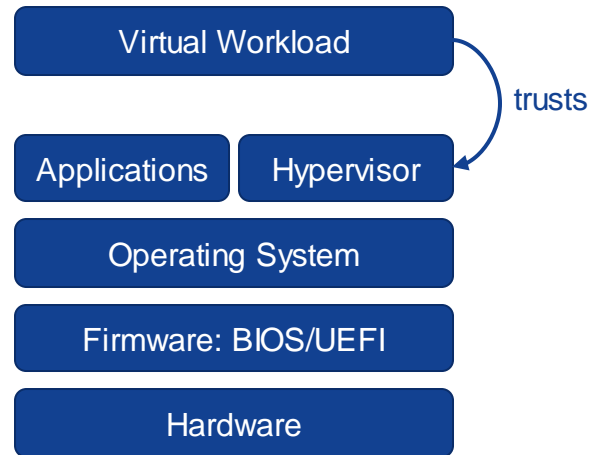 Virtual Workload
trusts
Applications
Hypervisor
Operating System
Firmware: BIOS/UEFI
Hardware